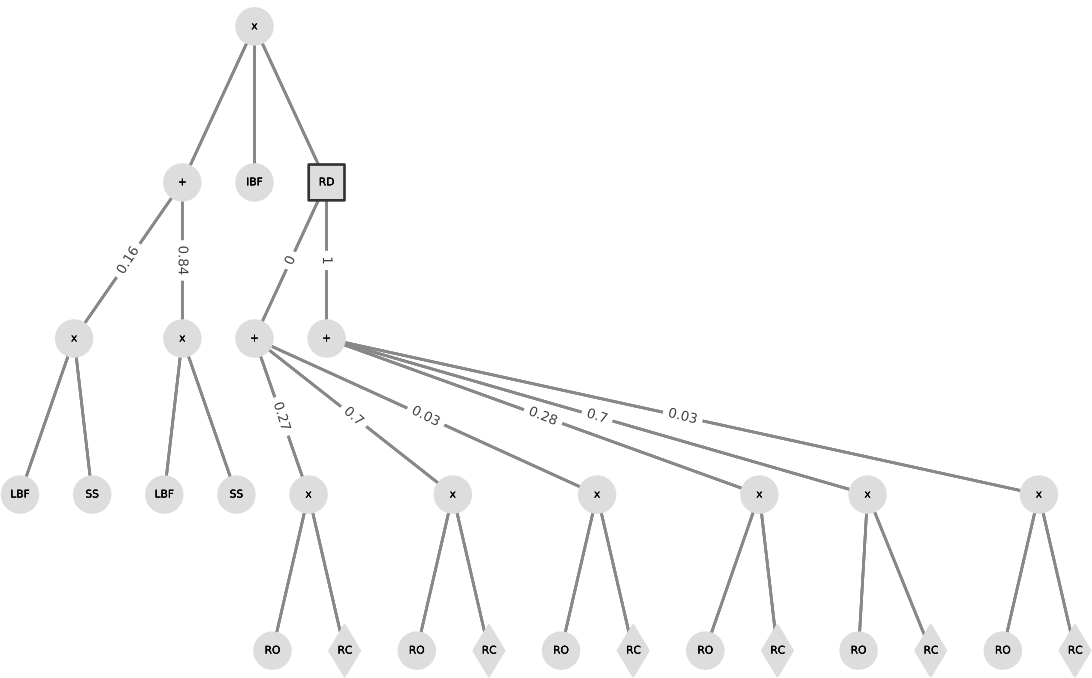 x
+ IBF RD
0.16 0.84 0 1
x x + +
0.27 0.7 0.03 0.28 0.7 0.03
LBF SS LBF SS x x x x x x
RO RC RO RC RO RC RO RC RO RC RO RC